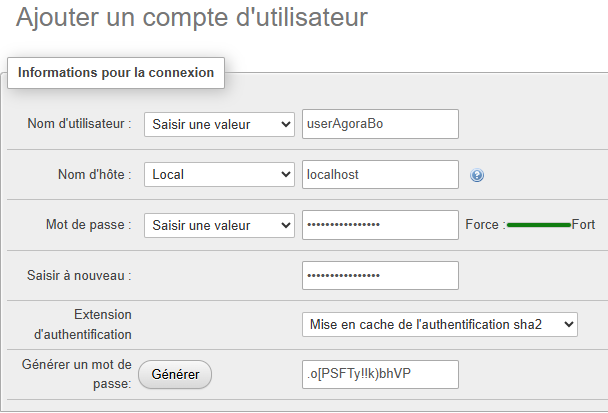 Ajouter un compte d'utilisateur
Informations pour la connexion
Nom d'utilisateur : Saisir une valeur userAgoraBo
Nom d'hôte : Local localhost
Mot de passe : Saisir une valeur •••••••••••••••• Force : Fort
Saisir à nouveau : ••••••••••••••••
Extension
d'authentification Mise en cache de l'authentification sha2
Générer un mot de
passe: Générer .o[PSFTy!!k)bhVP